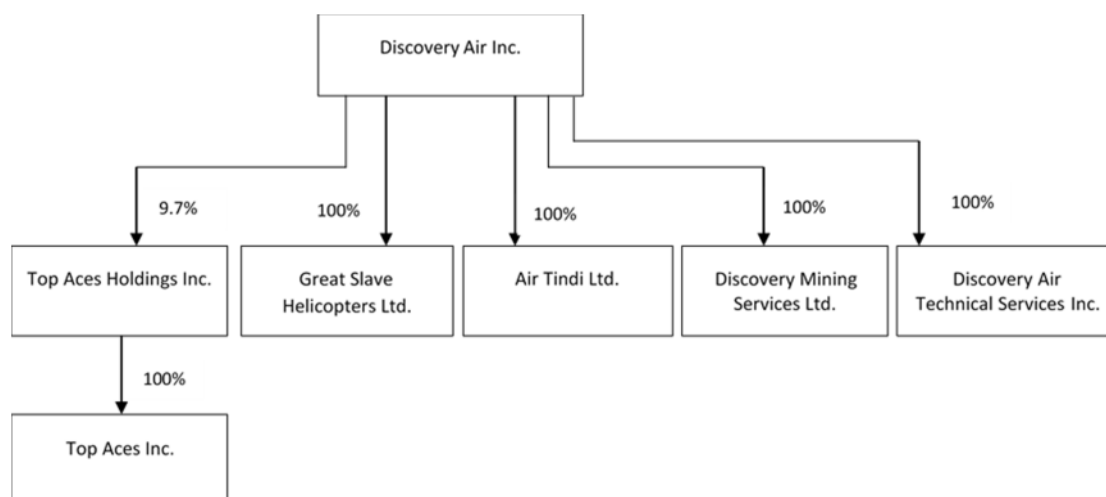 Discovery Air Inc.
9.7%
100%
100%
100%
100%
Top Aces Holdings Inc.
Great Slave
Helicopters Ltd.
Air Tindi Ltd.
Discovery Mining
Services Ltd.
Discovery Air
Technical Services Inc.
100%
Top Aces Inc.